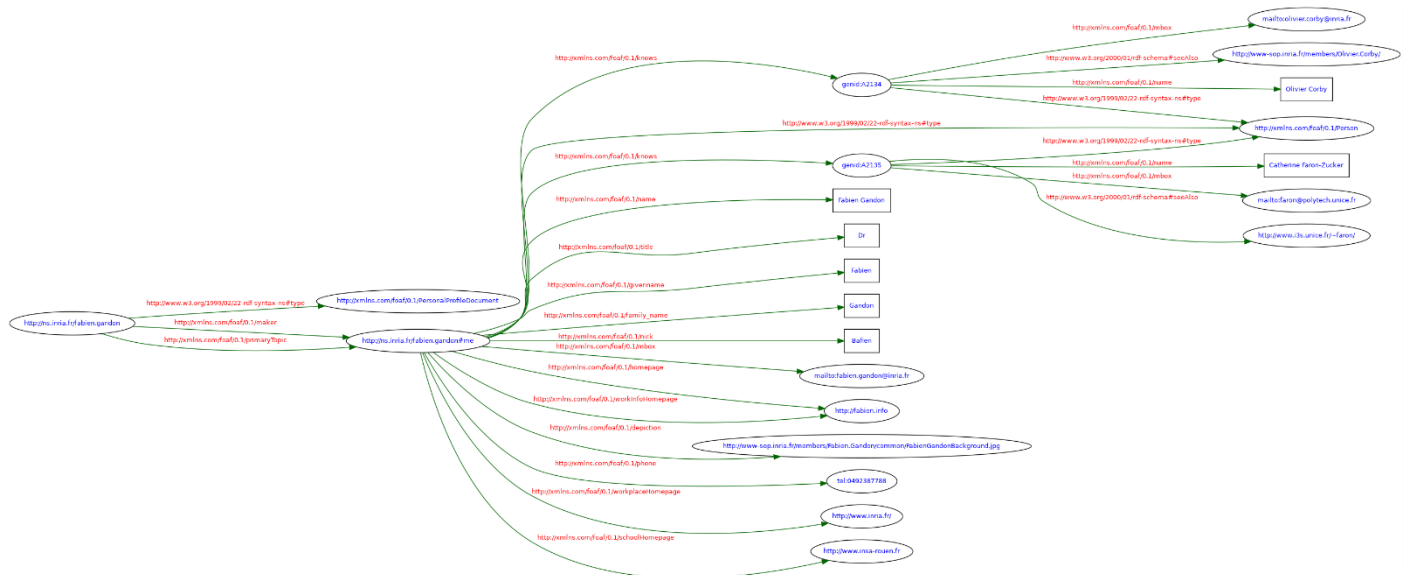 mailto:olivier.corby@inria.fr
http://xmlns.com/foaf/0.1/mbox
http://www-sop.inria.fr/members/Olivier.Corby/
http://xmlns.com/foaf/0.1/knows
http://www.w3.org/2000/01/rdf-schema#seeAlso
genid:A2134
http://xmlns.com/foaf/0.1/name
Olivier Corby
http://www.w3.org/1999/02/22-rdf-syntax-ns#type
http://www.w3.org/1999/02/22-rdf-syntax-ns#type
http://xmlns.com/foaf/0.1/Person
http://www.w3.org/1999/02/22-rdf-syntax-ns#type
http://xmlns.com/foaf/0.1/knows
genid:A2135
http://xmlns.com/foaf/0.1/name
Catherine Faron-Zucker
http://xmlns.com/foaf/0.1/mbox
http://xmlns.com/foaf/0.1/name
Fabien Gandon
http://www.w3.org/2000/01/rdf-schema#seeAlso
mailto:faron@polytech.unice.fr
Dr
http://www.i3s.unice.fr/~faron/
http://xmlns.com/foaf/0.1/title
Fabien
http://xmlns.com/foaf/0.1/givenname
http://www.w3.org/1999/02/22-rdf-syntax-ns#type
http://xmlns.com/foaf/0.1/PersonalProfileDocument
Gandon
http://xmlns.com/foaf/0.1/family_name
http://ns.inria.fr/fabien.gandon
http://xmlns.com/foaf/0.1/maker
http://xmlns.com/foaf/0.1/primaryTopic
http://ns.inria.fr/fabien.gandon#me
http://xmlns.com/foaf/0.1/nick
Bafien
http://xmlns.com/foaf/0.1/mbox
http://xmlns.com/foaf/0.1/homepage
mailto:fabien.gandon@inria.fr
http://xmlns.com/foaf/0.1/workInfoHomepage
http://fabien.info
http://xmlns.com/foaf/0.1/depiction
http://www-sop.inria.fr/members/Fabien.Gandon/common/FabienGandonBackground.jpg
http://xmlns.com/foaf/0.1/phone
tel:0492387788
http://xmlns.com/foaf/0.1/workplaceHomepage
http://www.inria.fr/
http://xmlns.com/foaf/0.1/schoolHomepage
http://www.insa-rouen.fr